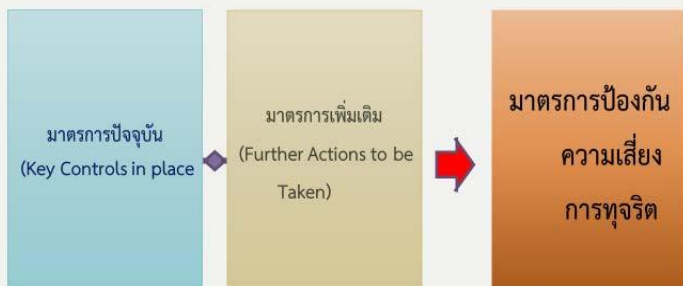 มาตรการปัจจุบัน
(Key Controls in place
มาตรการเพิ่มเติม
(Further Actions to be
Taken)
มาตรการป้องกัน
ความเสี่ยง
การทุจริต